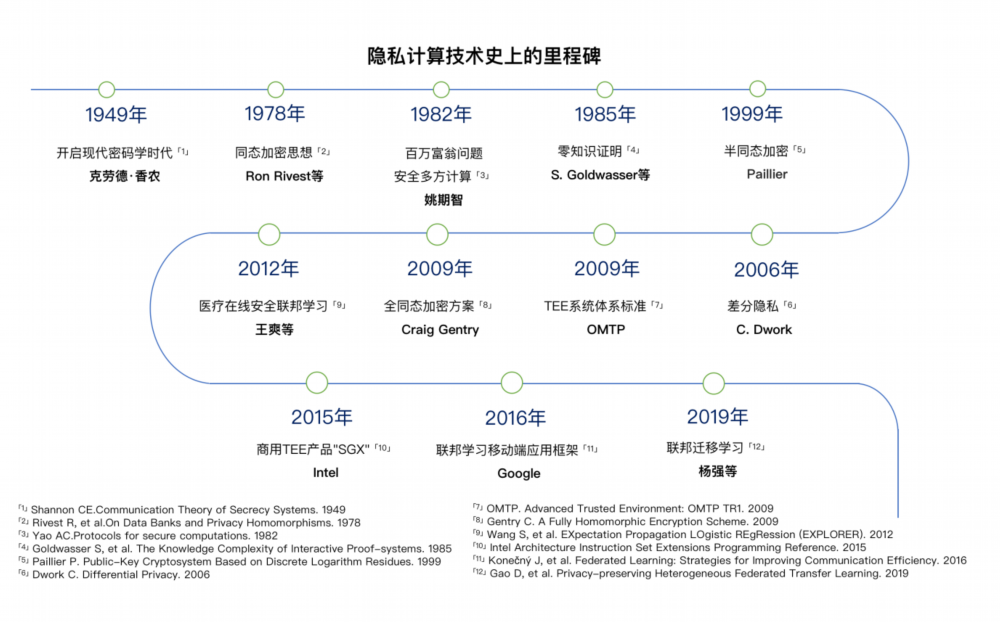 隐私计算技术史上的里程碑
1949年
开启现代密码学时代「1」
克劳德·香农
1978年
同态加密思想「2」
Ron Rivest等
1982年
百万富翁问题
安全多方计算「3」
姚期智
1985年
零知识证明「4」
S. Goldwasser等
1999年
半同态加密「5」
Paillier
2006年
差分隐私「6」
C. Dwork
2009年
TEE系统体系标准「7」
OMTP
2009年
全同态加密方案「8」
Craig Gentry
2012年
医疗在线安全联邦学习「9」
王爽等
2015年
商用TEE产品"SGX"「10」
Intel
2016年
联邦学习移动端应用框架「11」
Google
2019年
联邦迁移学习「12」
杨强等
「1」Shannon CE.Communication Theory of Secrecy Systems. 1949
「2」Rivest R, et al.On Data Banks and Privacy Homomorphisms. 1978
「3」Yao AC.Protocols for secure computations. 1982
「4」Goldwasser S, et al. The Knowledge Complexity of Interactive Proof-systems. 1985
「5」Paillier P. Public-Key Cryptosystem Based on Discrete Logarithm Residues. 1999
「6」Dwork C. Differential Privacy. 2006
「7」OMTP. Advanced Trusted Environment: OMTP TR1. 2009
「8」Gentry C. A Fully Homomorphic Encryption Scheme. 2009
「9」Wang S, et al. EXpectation Propagation LOgistic REgRession (EXPLORER). 2012
「10」Intel Architecture Instruction Set Extensions Programming Reference. 2015
「11」Konečný J, et al. Federated Learning: Strategies for Improving Communication Efficiency. 2016
「12」Gao D, et al. Privacy-preserving Heterogeneous Federated Transfer Learning. 2019